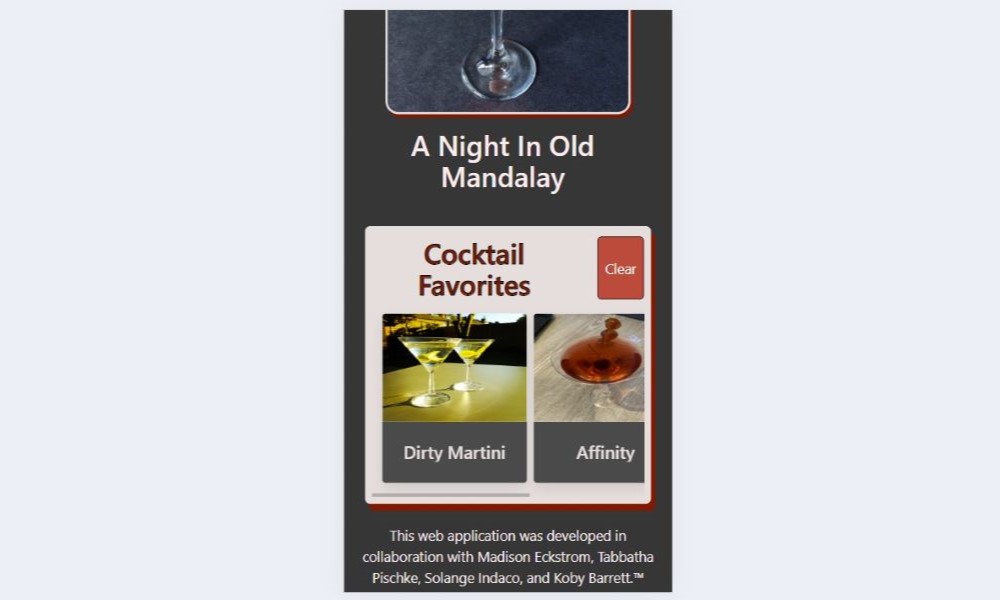 A Night In Old
Mandalay
Cocktail
Favorites
Clear
Dirty Martini
Affinity
This web application was developed in
collaboration with Madison Eckstrom, Tabbatha
Pischke, Solange Indaco, and Koby Barrett.™